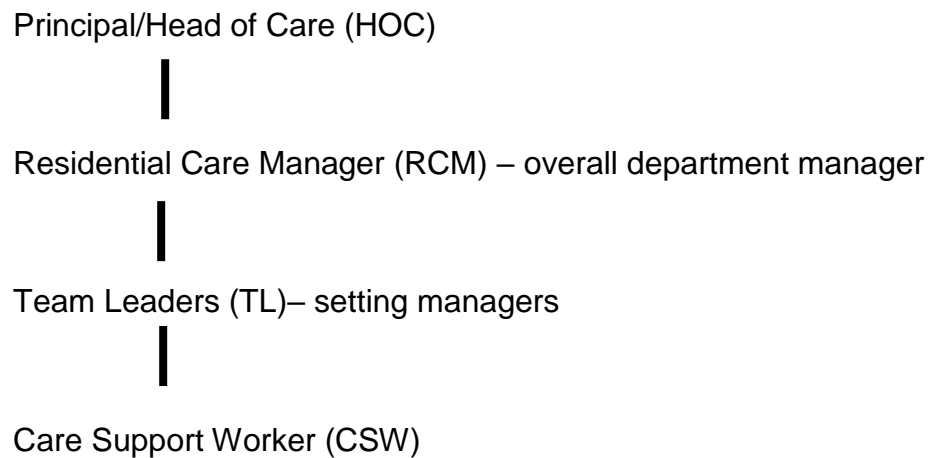 Principal/Head of Care (HOC)
Residential Care Manager (RCM) – overall department manager
Team Leaders (TL)– setting managers
Care Support Worker (CSW)